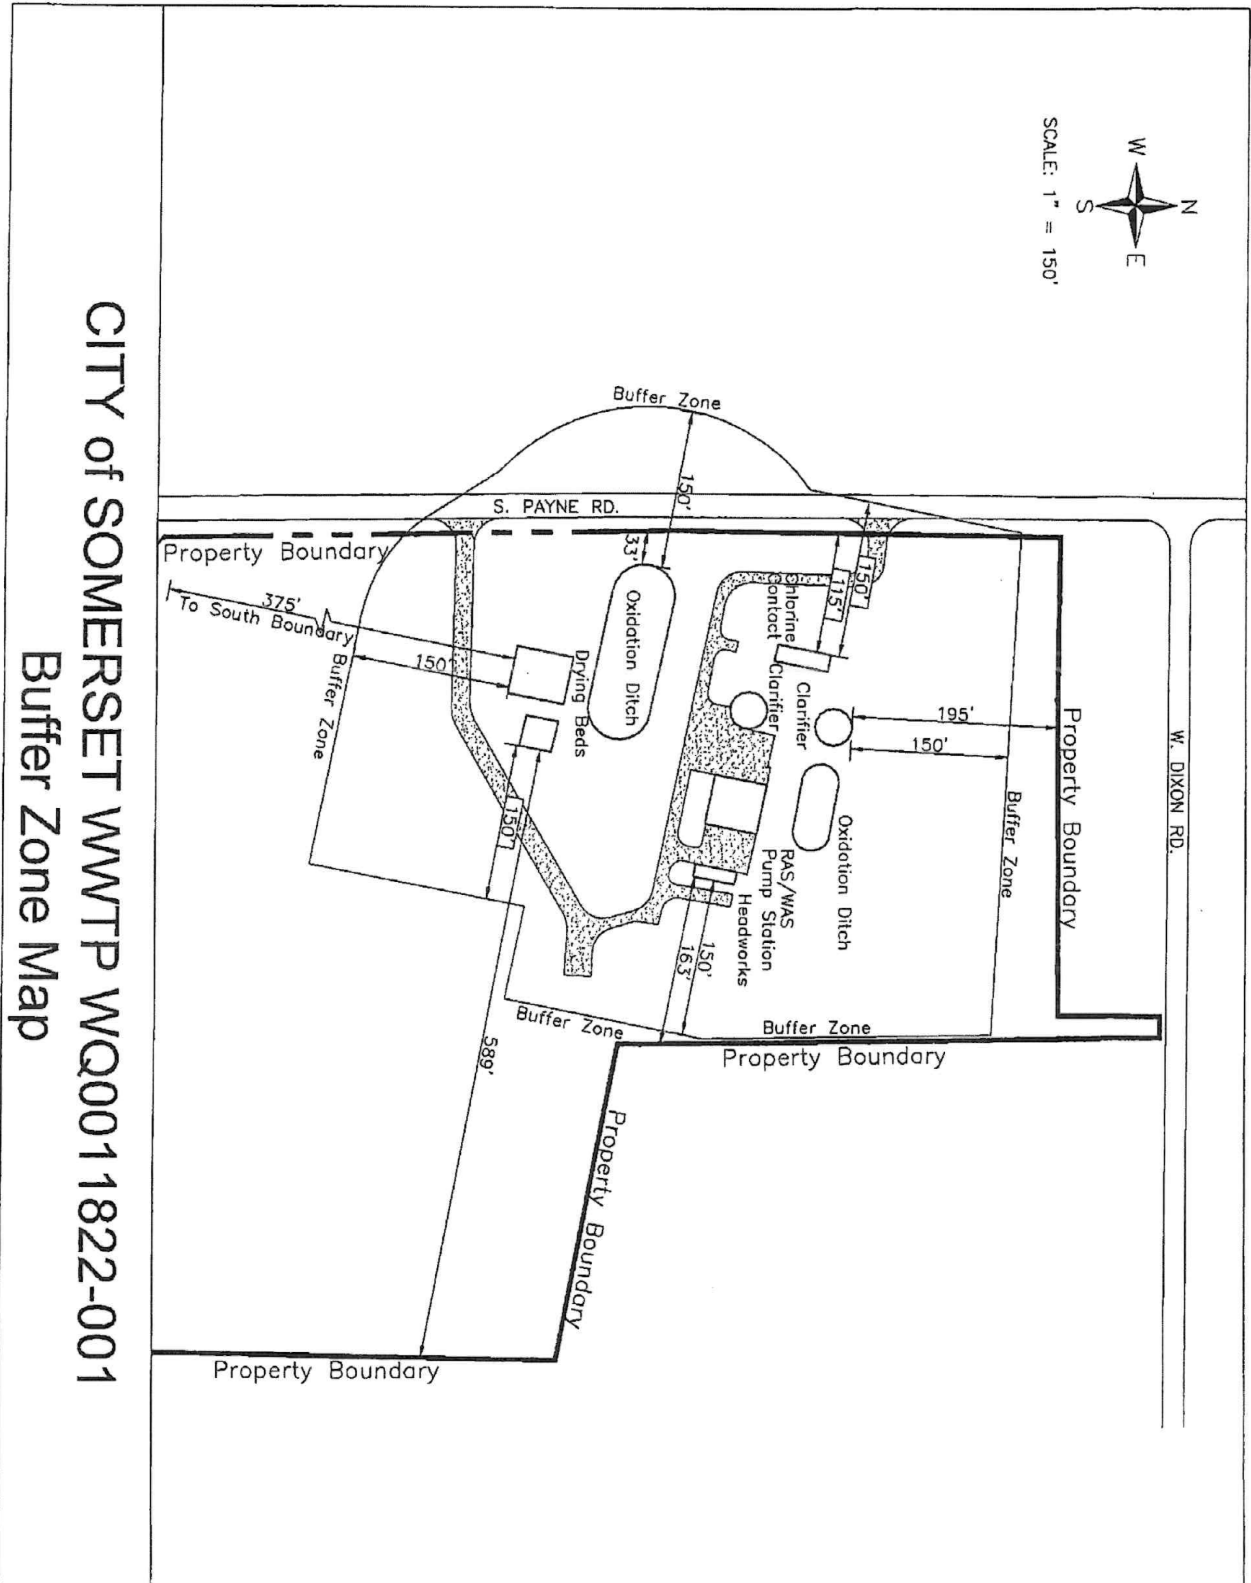 N
W
E
S
SCALE: 1" = 150'
W. DIXON RD.
S. PAYNE RD.
Buffer Zone
150'
33'
150'
115'
Property Boundary
375'
To South Boundary
150'
Buffer Zone
Oxidation Ditch
Drying Beds
Chlorine
Contact
Clarifier
Clarifier
195'
150'
Property Boundary
Buffer Zone
Oxidation Ditch
RAS/WAS
Pump Station
Headworks
150'
163'
150'
Buffer Zone
Buffer Zone
Property Boundary
589'
Property Boundary
Property Boundary
CITY of SOMERSET WWTP WQ0011822-001
Buffer Zone Map